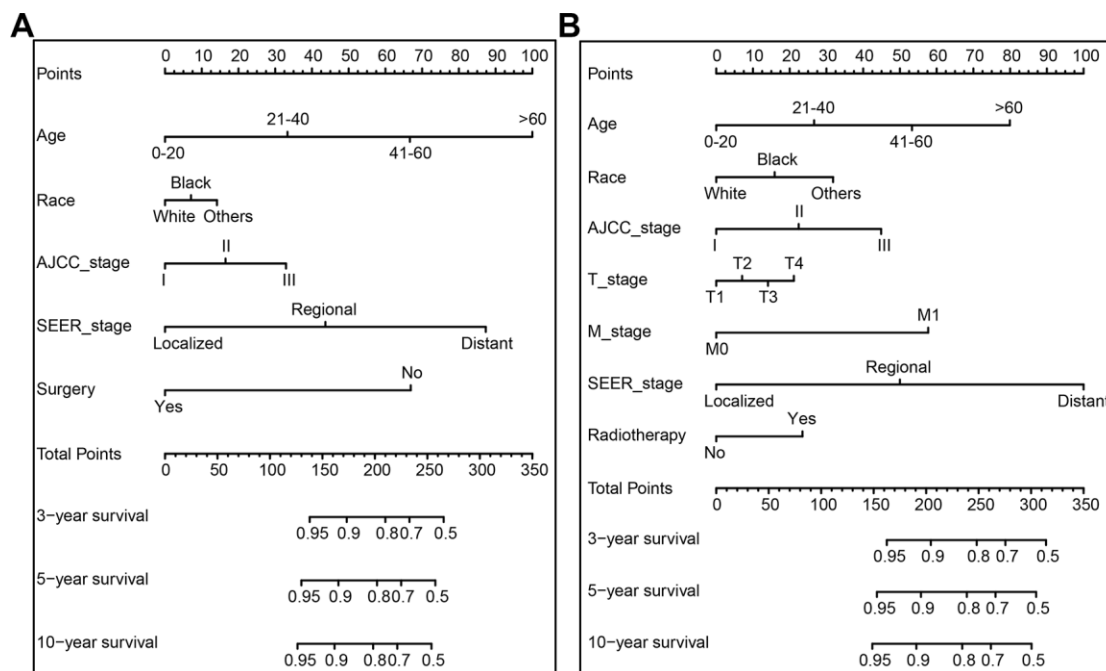 A
0 10 20 30 40 50 60 70 80 90 100
Points
21-40 >60
Age
0-20 41-60
Black
Race
White Others
II
AJCC_stage
I III
Regional
SEER_stage
Localized Distant
No
Surgery
Yes
Total Points
0 50 100 150 200 250 300 350
3-year survival
0.95 0.9 0.8 0.7 0.5
5-year survival
0.95 0.9 0.8 0.7 0.5
10-year survival
0.95 0.9 0.8 0.7 0.5
B
0 10 20 30 40 50 60 70 80 90 100
Points
21-40 >60
Age
0-20 41-60
Black
Race
White Others
II
AJCC_stage
I III
T2 T4
T_stage
T1 T3
M1
M_stage
M0
Regional
SEER_stage
Localized Distant
Yes
Radiotherapy
No
Total Points
0 50 100 150 200 250 300 350
3-year survival
0.95 0.9 0.8 0.7 0.5
5-year survival
0.95 0.9 0.8 0.7 0.5
10-year survival
0.95 0.9 0.8 0.7 0.5